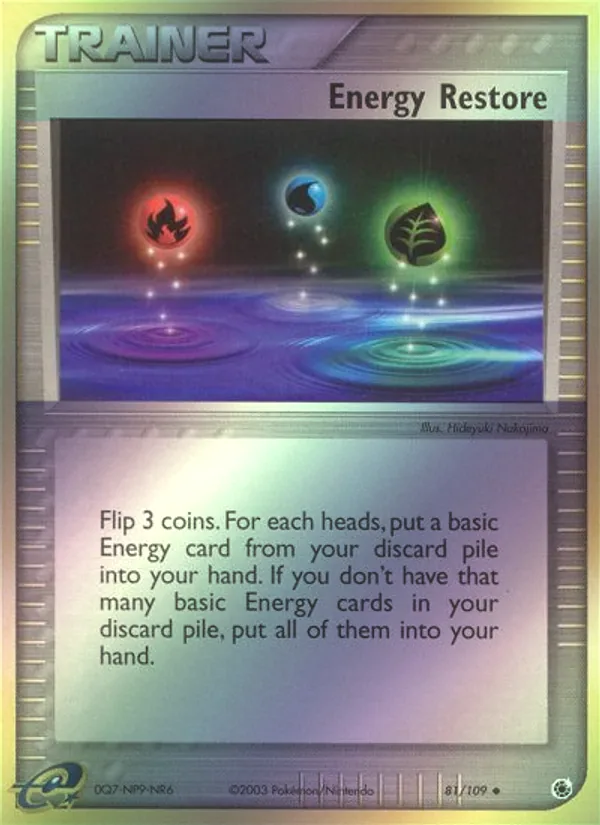 TRAINER
Energy Restore
Illus. Hideyuki Nakajima
Flip 3 coins. For each heads, put a basic
Energy card from your discard pile
into your hand. If you don't have that
many basic Energy cards in your
discard pile, put all of them into your
hand.
e
0Q7-NP9-NR6 ©2003 Pokémon/Nintendo 81/109 ◆